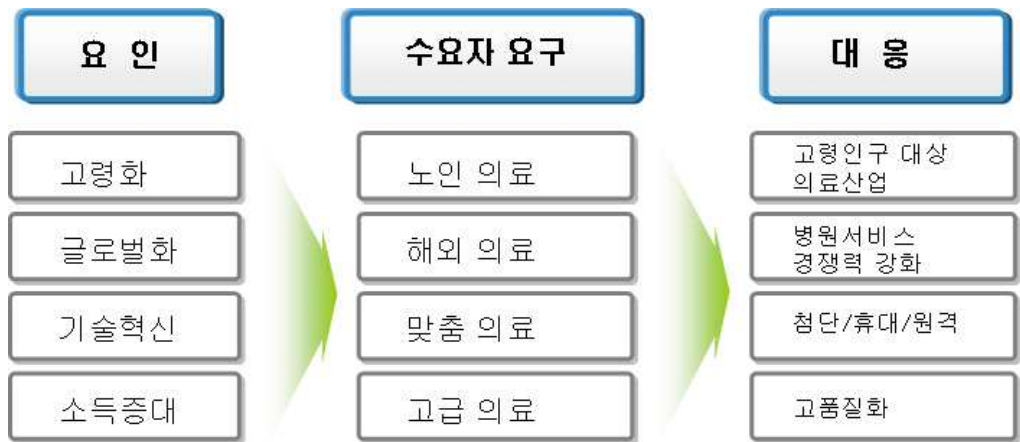 요 인
수요자 요구
대 응
고령화
노인 의료
고령인구 대상
의료산업
글로벌화
해외 의료
병원서비스
경쟁력 강화
기술혁신
맞춤 의료
첨단/휴대/원격
소득증대
고급 의료
고품질화